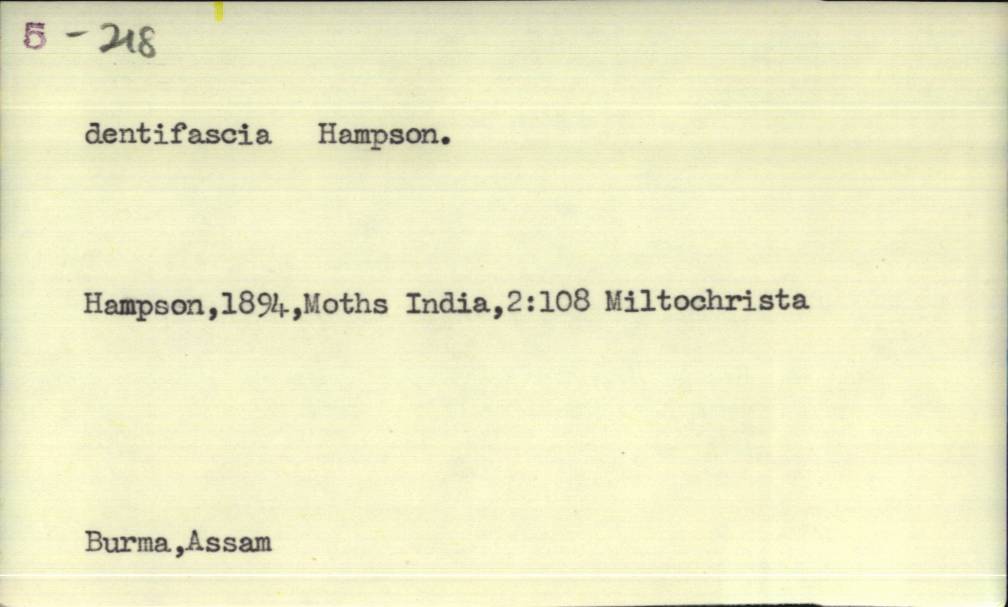 5 - 218
dentifascia Hampson.
Hampson,1894,Moths India,2:108 Miltochrista
Burma,Assam